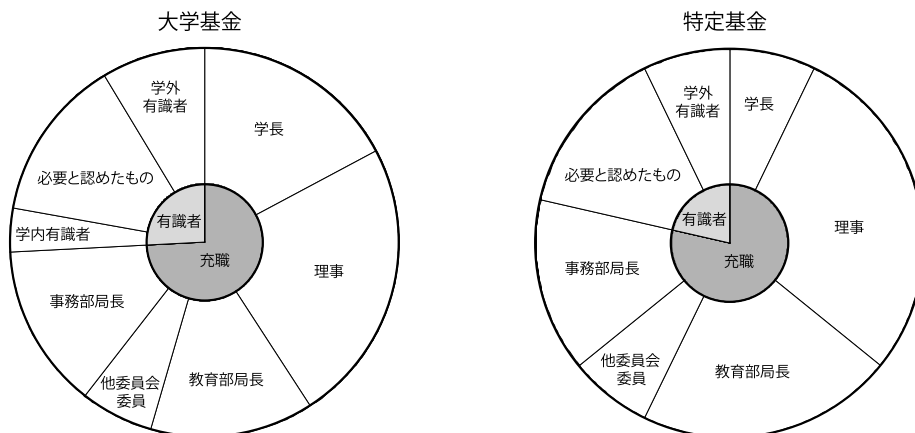 大学基金
学外
有識者
学長
必要と認めたもの
有識者
学内有識者
充職
理事
事務部局長
他委員会
委員
教育部局長
特定基金
学外
有識者
学長
必要と認めたもの
有識者
理事
充職
事務部局長
他委員会
委員
教育部局長